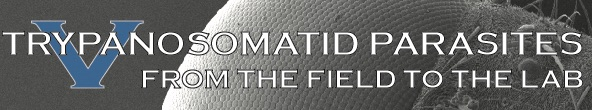 Y
TRYPANOSOMATID PARASITES
FROM THE FIELD TO THE LAB